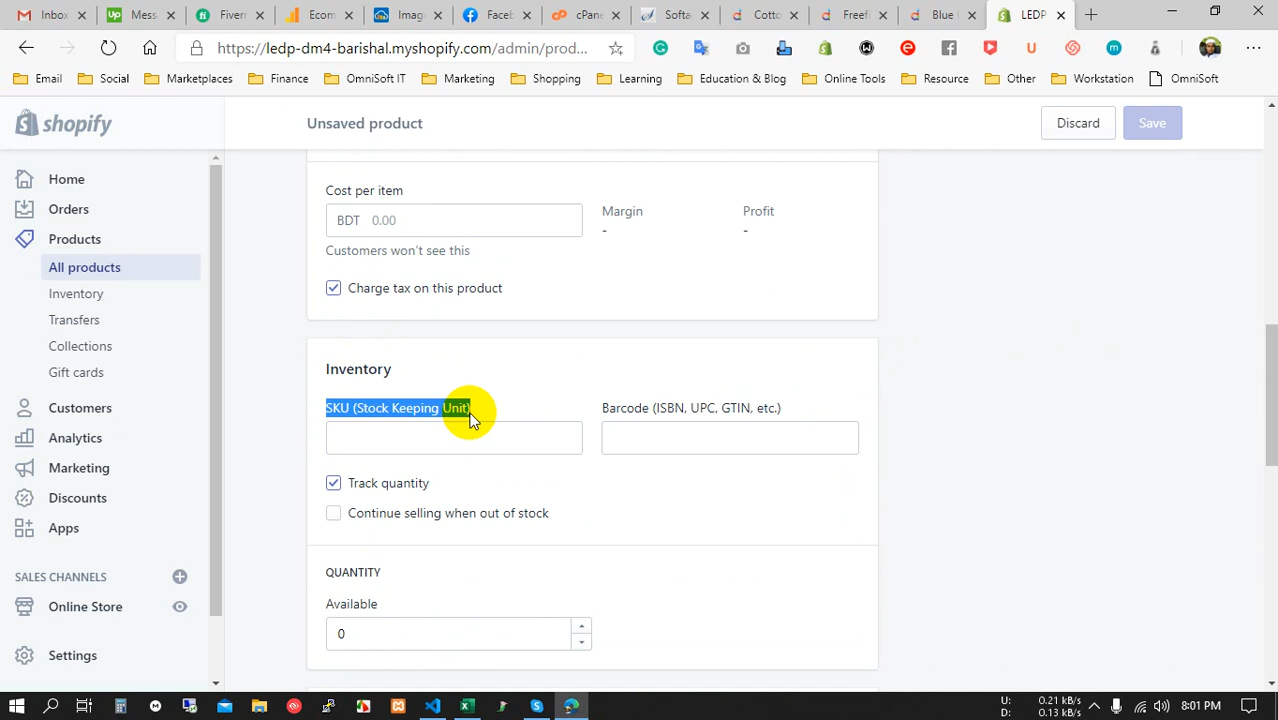 Inbox
Mess
Fiverr
Ecom
Imag
Faceb
cPane
Softa
Cotto
Freefi
Blue C
LEDP
https://ledp-dm4-barishal.myshopify.com/admin/prod...
Email
Social
Marketplaces
Finance
OmniSoft IT
Marketing
Shopping
Learning
Education & Blog
Online Tools
Resource
Other
Workstation
OmniSoft
shopify
Unsaved product
Discard
Save
Home
Orders
Products
All products
Inventory
Transfers
Collections
Gift cards
Customers
Analytics
Marketing
Discounts
Apps
SALES CHANNELS
Online Store
Settings
Cost per item
Margin
Profit
BDT 0.00
-
-
Customers won't see this
Charge tax on this product
Inventory
SKU (Stock Keeping Unit)
Barcode (ISBN, UPC, GTIN, etc.)
Track quantity
Continue selling when out of stock
QUANTITY
Available
0
U: 0.21 kB/s
D: 0.13 kB/s
8:01 PM